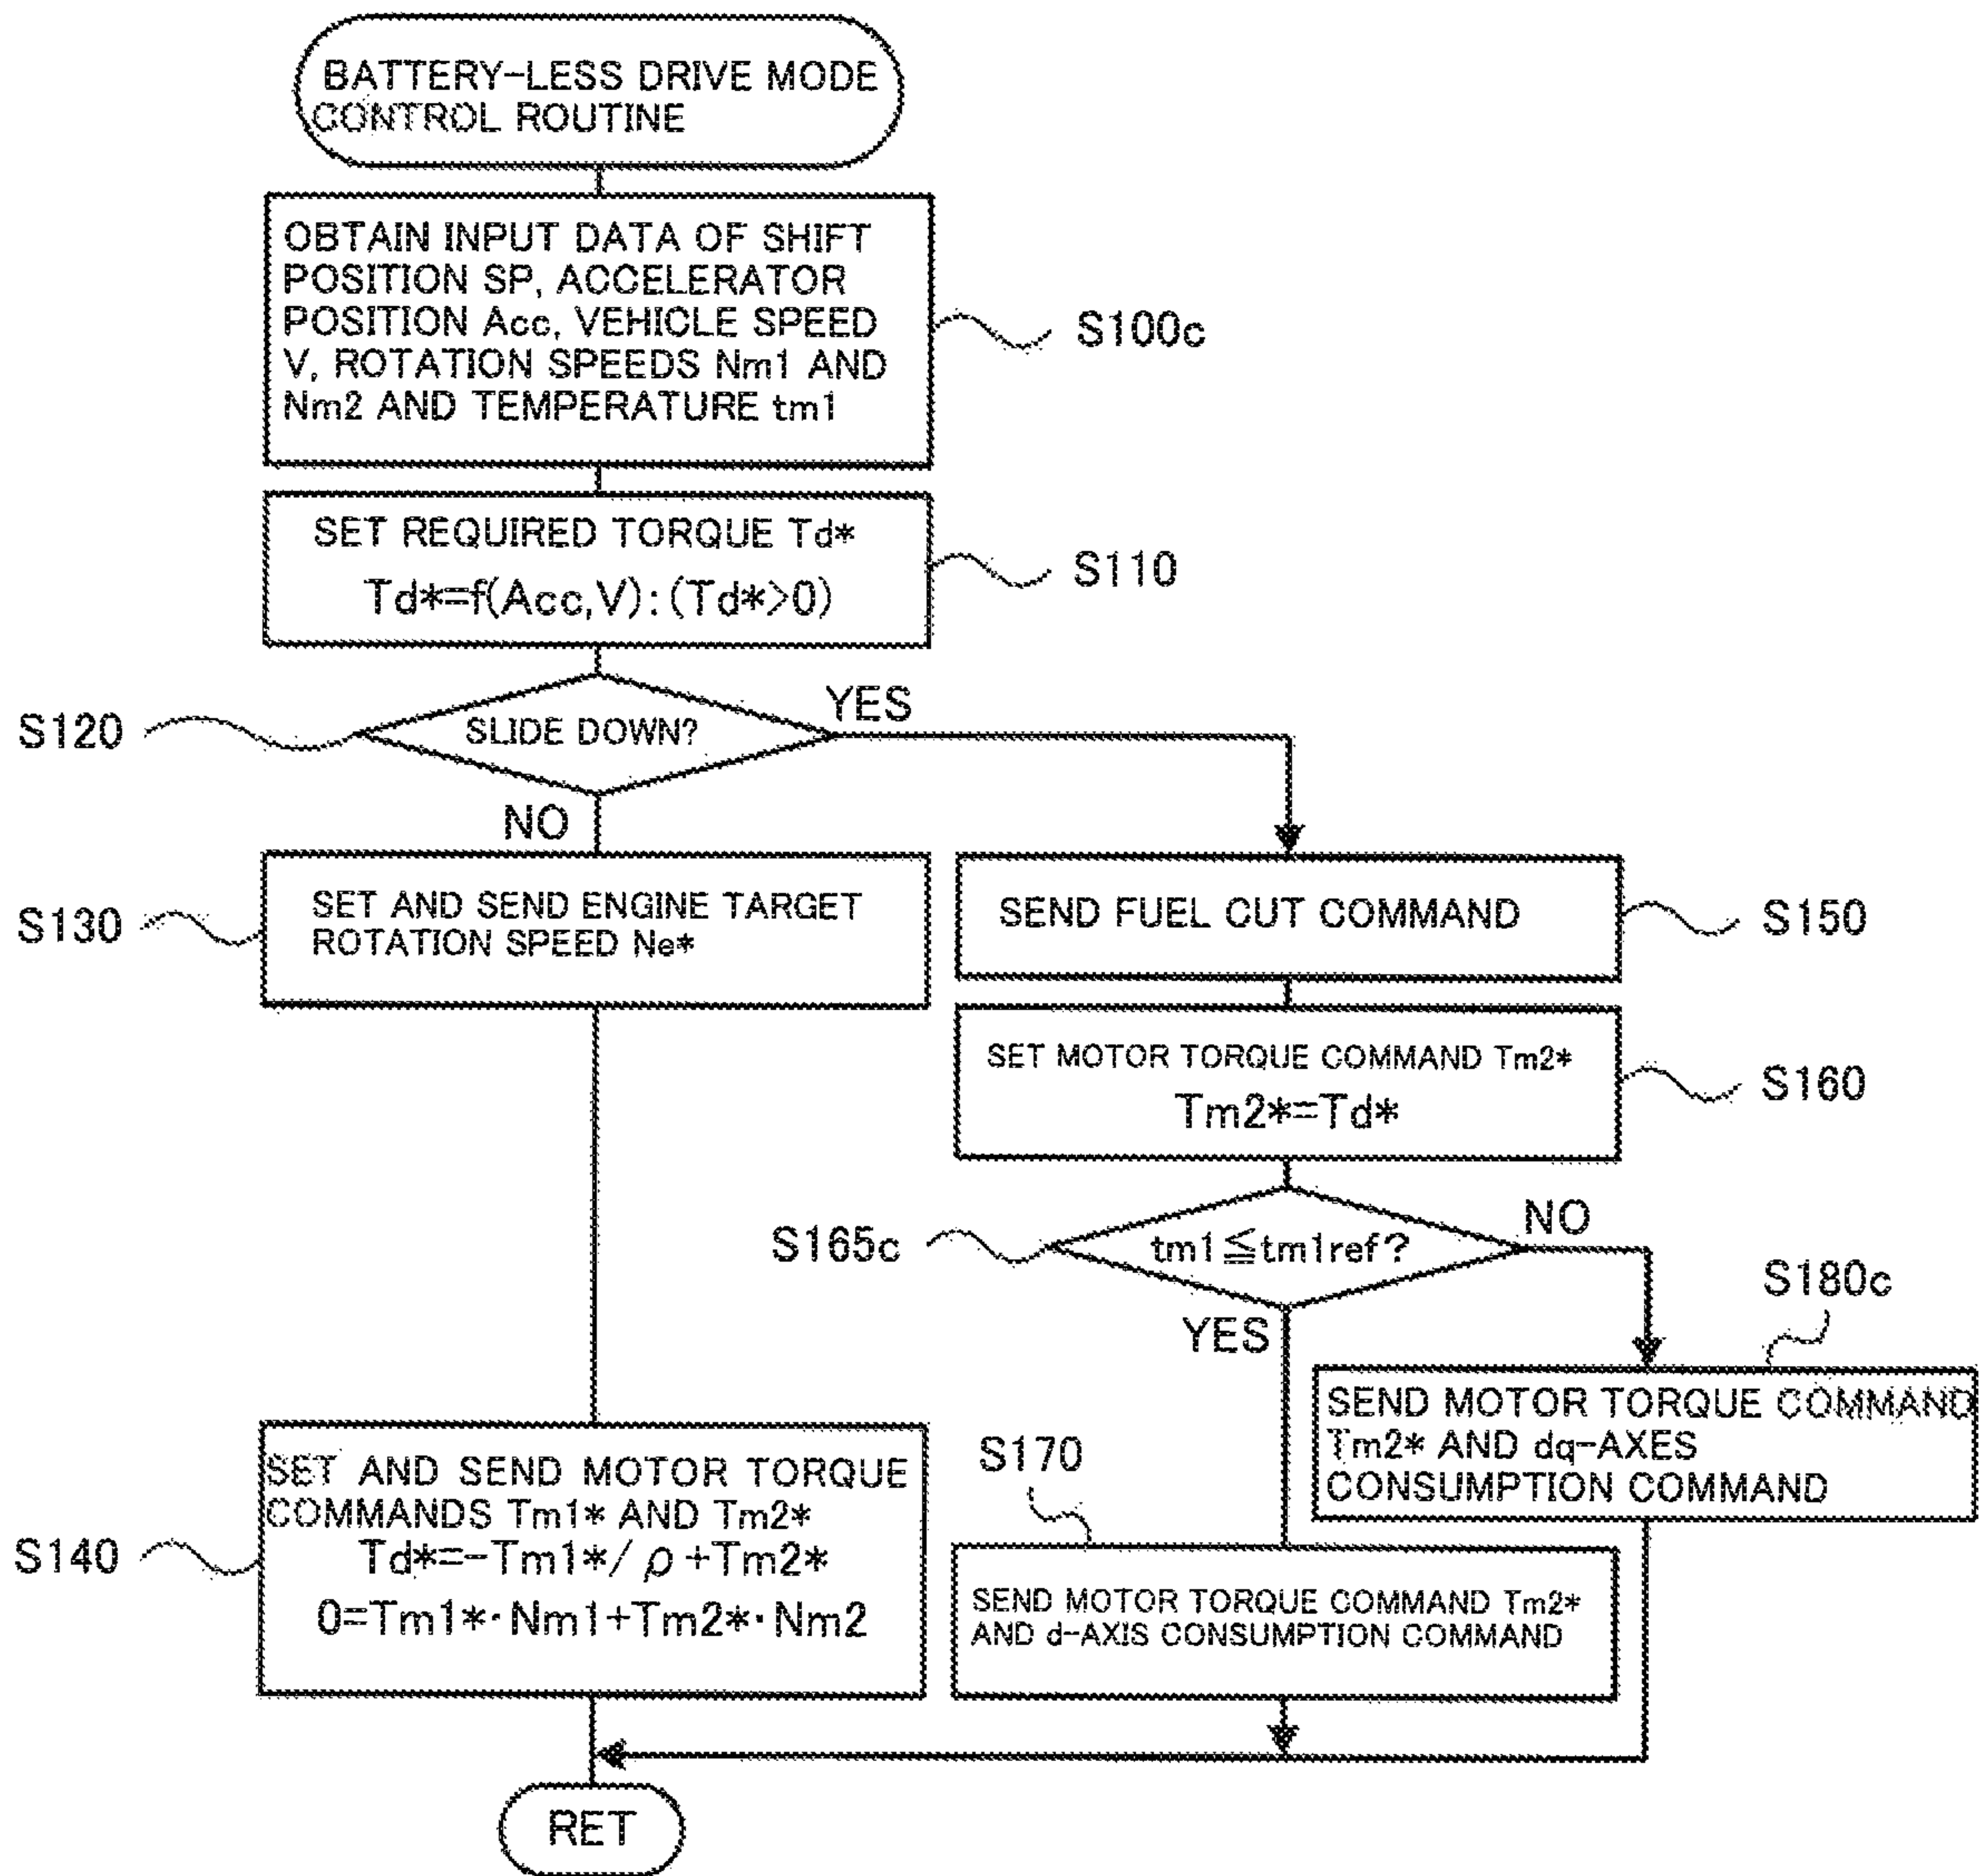 BATTERY-LESS DRIVE MODE
CONTROL ROUTINE
OBTAIN INPUT DATA OF SHIFT
POSITION SP, ACCELERATOR
POSITION Acc, VEHICLE SPEED
V, ROTATION SPEEDS Nm1 AND
Nm2 AND TEMPERATURE tm1
S100c
SET REQUIRED TORQUE Td*
Td*=f(Acc,V):(Td*>0)
S110
S120
SLIDE DOWN?
YES
NO
S130
SET AND SEND ENGINE TARGET
ROTATION SPEED Ne*
SEND FUEL CUT COMMAND
S150
SET MOTOR TORQUE COMMAND Tm2*
Tm2*=Td*
S160
S165c
tm1≦tm1ref?
NO
YES
S180c
SEND MOTOR TORQUE COMMAND
Tm2* AND dq-AXES
CONSUMPTION COMMAND
S170
SEND MOTOR TORQUE COMMAND Tm2*
AND d-AXIS CONSUMPTION COMMAND
S140
SET AND SEND MOTOR TORQUE
COMMANDS Tm1* AND Tm2*
Td*=-Tm1*/ρ+Tm2*
0=Tm1*·Nm1+Tm2*·Nm2
RET